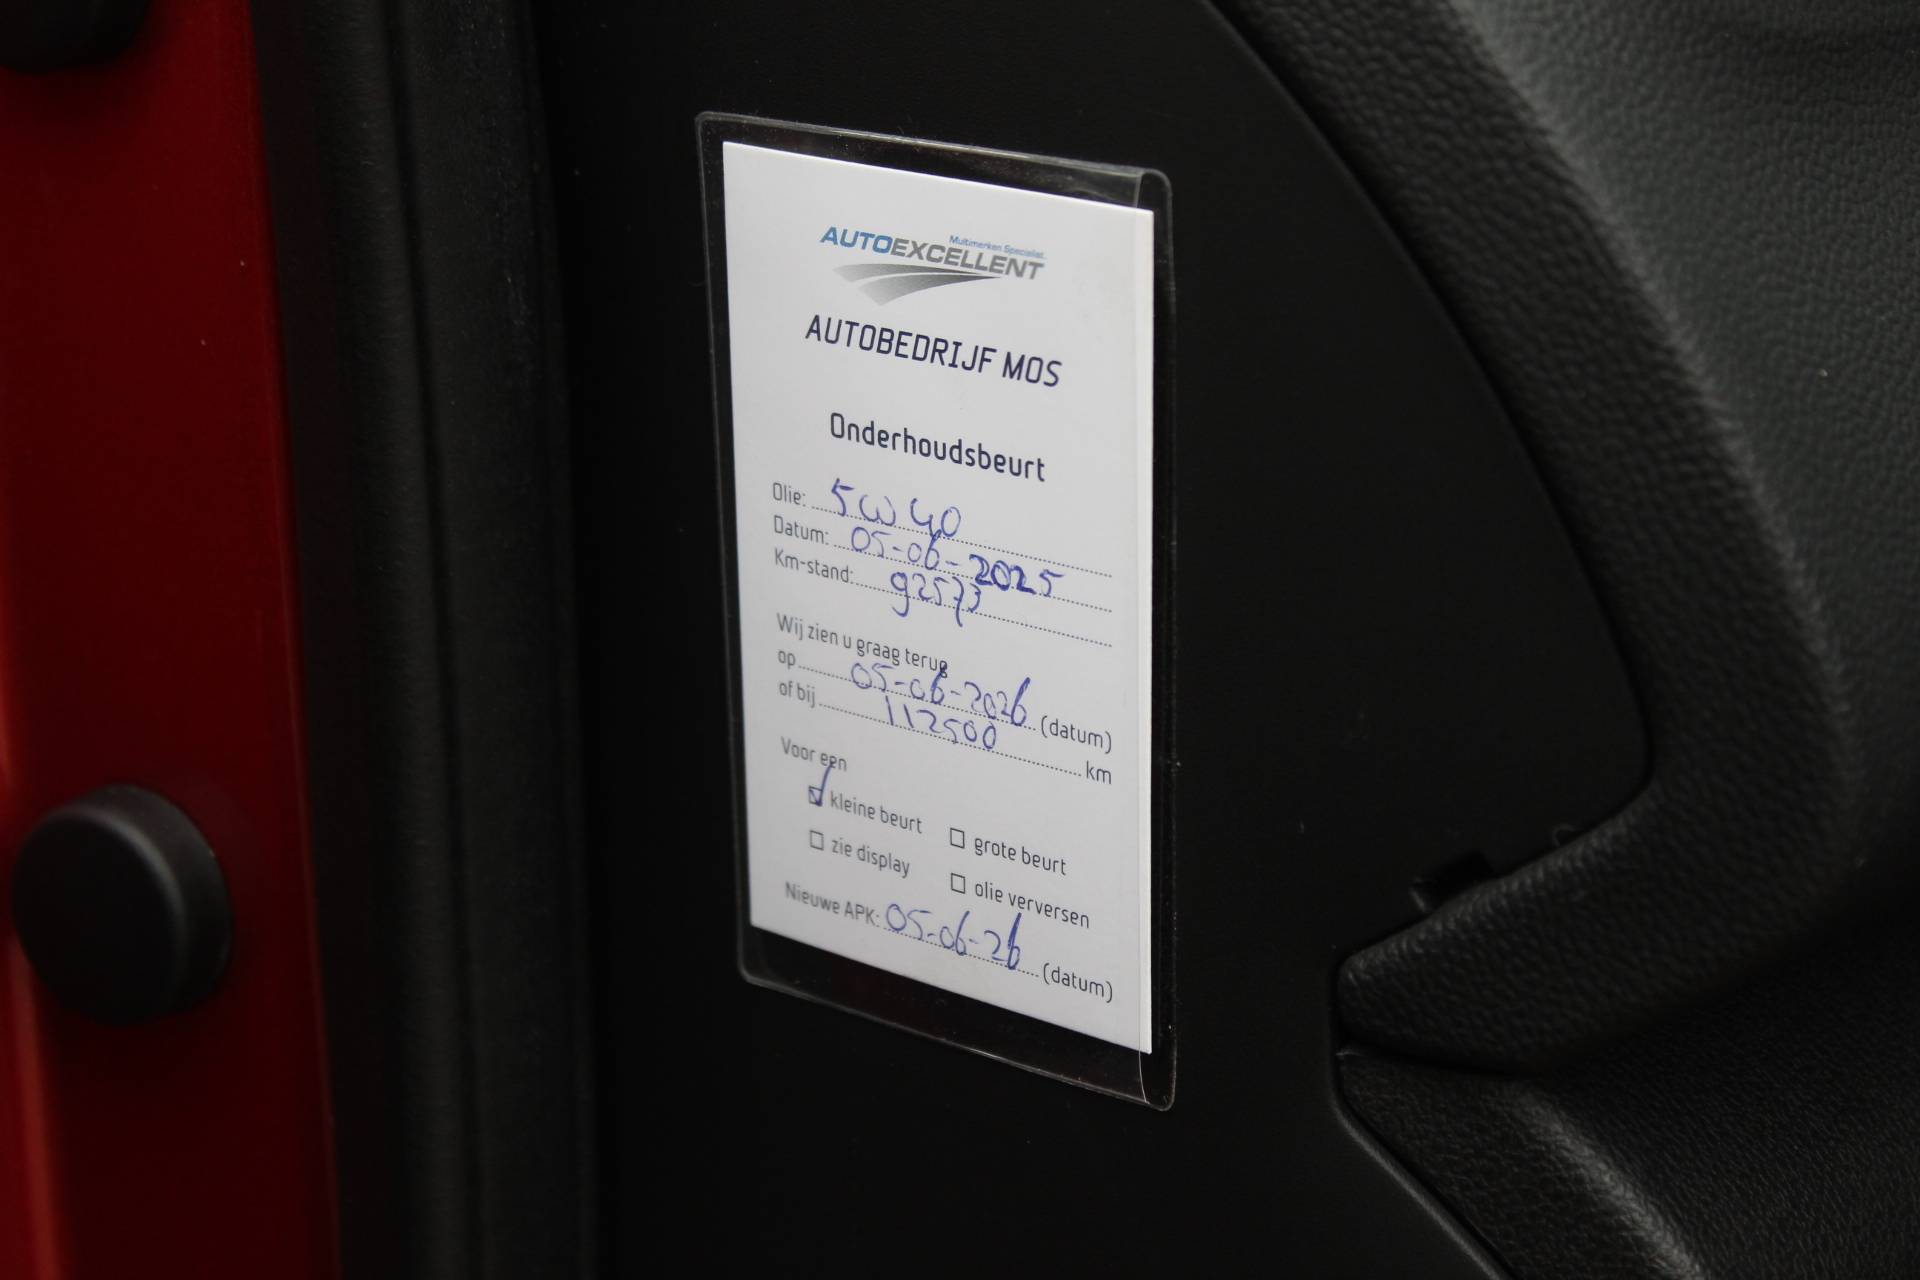 Multimerken Specialist.
AUTOEXCELLENT
AUTOBEDRIJF MOS
Onderhoudsbeurt
Olie: 5W40
Datum: 05-06-2025
Km-stand: 92573
Wij zien u graag terug
op 05-06-2026 (datum)
of bij 112500 km
Voor een
kleine beurt grote beurt
zie display olie verversen
Nieuwe APK: 05-06-26 (datum)